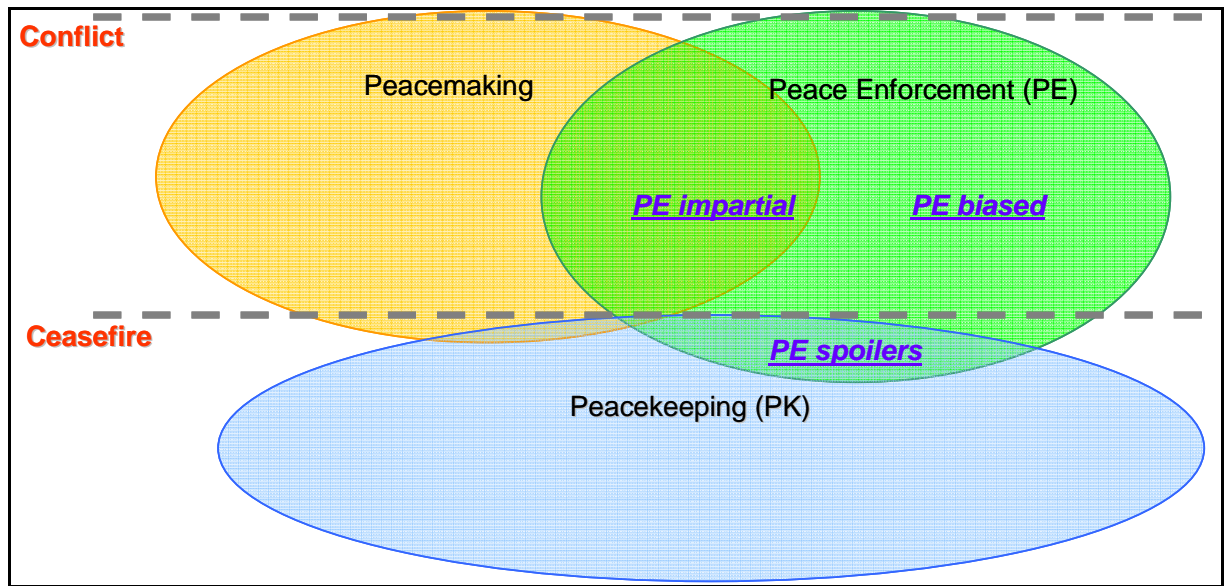 Conflict
Peacemaking
Peace Enforcement (PE)
PE impartial
PE biased
Ceasefire
PE spoilers
Peacekeeping (PK)